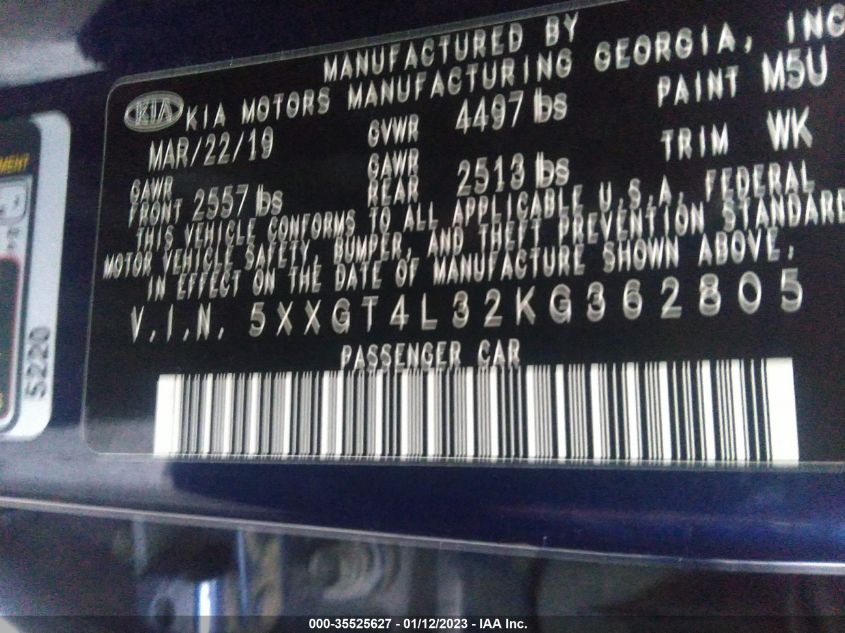 MANUFACTURED BY
KIA KIA MOTORS MANUFACTURING GEORGIA, INC
MAR/22/19 GVWR 4497 lbs PAINT M5U
GAWR FRONT 2557 lbs GAWR REAR 2513 lbs TRIM WK
THIS VEHICLE CONFORMS TO ALL APPLICABLE U.S.A. FEDERAL
MOTOR VEHICLE SAFETY, BUMPER, AND THEFT PREVENTION STANDARD
IN EFFECT ON THE DATE OF MANUFACTURE SHOWN ABOVE.
V.I.N. 5XXGT4L32KG362805
PASSENGER CAR
5220
000-35525627 - 01/12/2023 - IAA Inc.